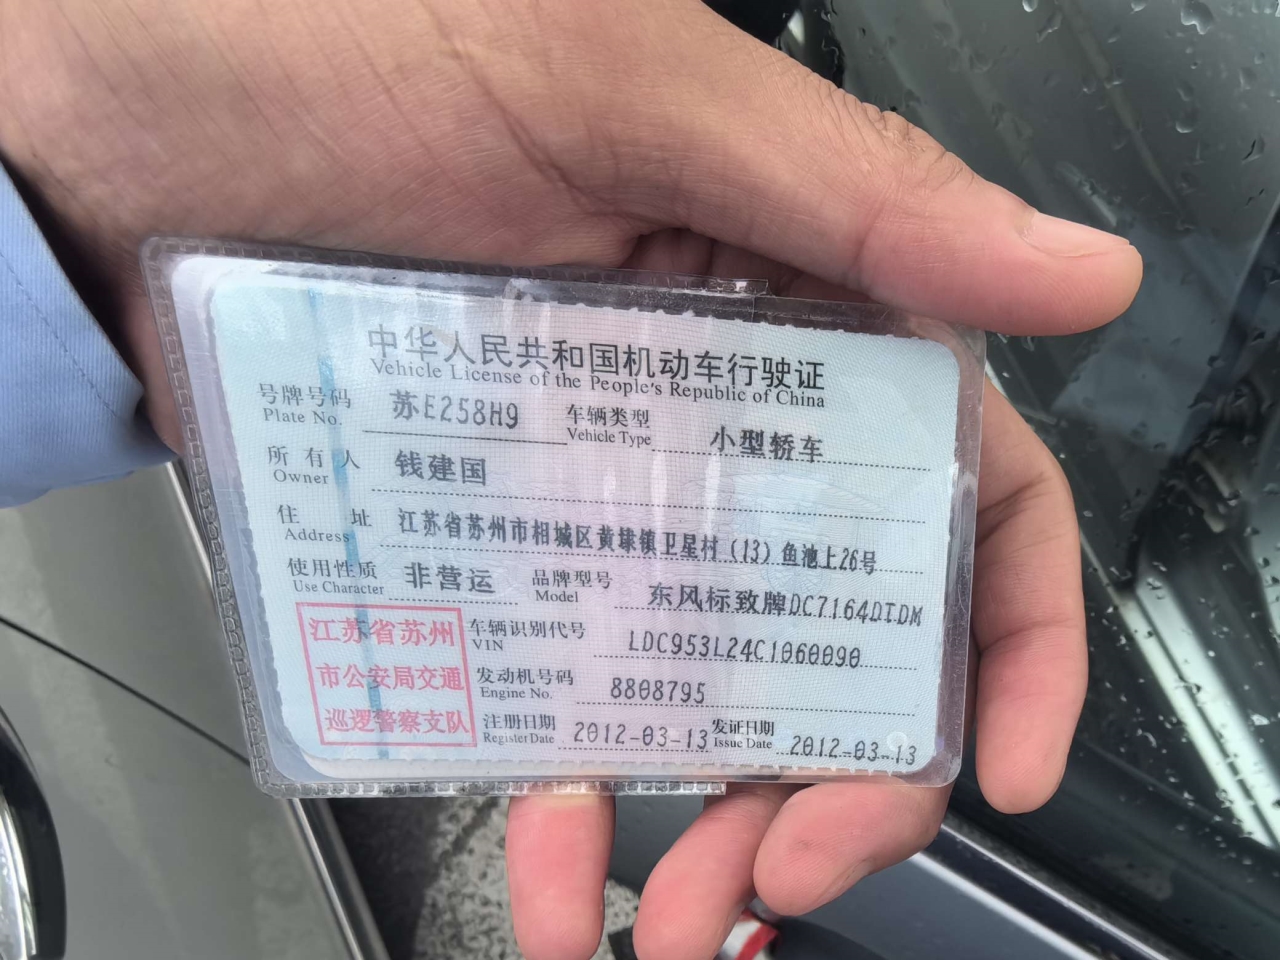 中华人民共和国机动车行驶证
Vehicle License of the People's Republic of China
号牌号码 苏E258H9 车辆类型 小型轿车
Plate No. Vehicle Type
所有人 钱建国
Owner
住址 江苏省苏州市相城区黄埭镇卫星村(13)鱼池上26号
Address
使用性质 非营运 品牌型号 东风标致牌DC7164DTDM
Use Character Model
江苏省苏州
市公安局交通
巡逻警察支队
车辆识别代号 LDC953L24C1060090
VIN
发动机号码 8808795
Engine No.
注册日期 2012-03-13 发证日期 2012-03-13
Register Date Issue Date